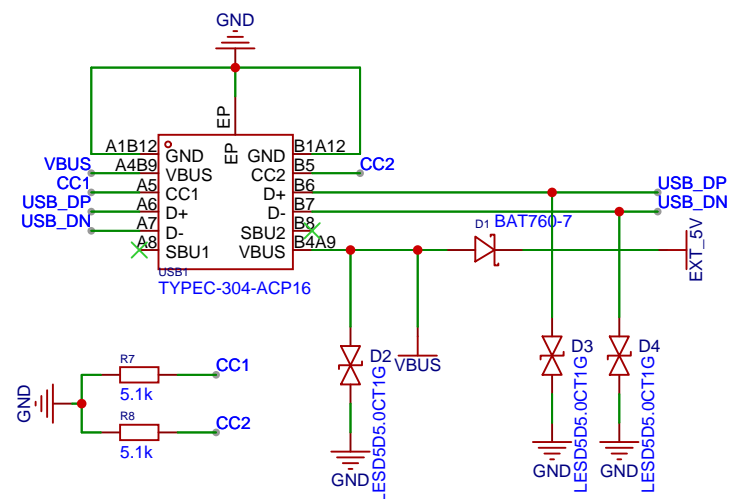 GND
EP
EP
A1B12 GND GND B1A12
VBUS A4B9 VBUS CC2 B5 CC2
CC1 A5 CC1 D+ B6 USB_DP
USB_DP A6 D+ D- B7 USB_DN
USB_DN A7 D- SBU2 B8
A8 SBU1 VBUS B4A9
D1 BAT760-7
EXT_5V
USB1
TYPEC-304-ACP16
D2
LESD5D5.0CT1G
VBUS
D3
LESD5D5.0CT1G
D4
LESD5D5.0CT1G
GND
GND
GND
R7
5.1k
CC1
GND
R8
5.1k
CC2